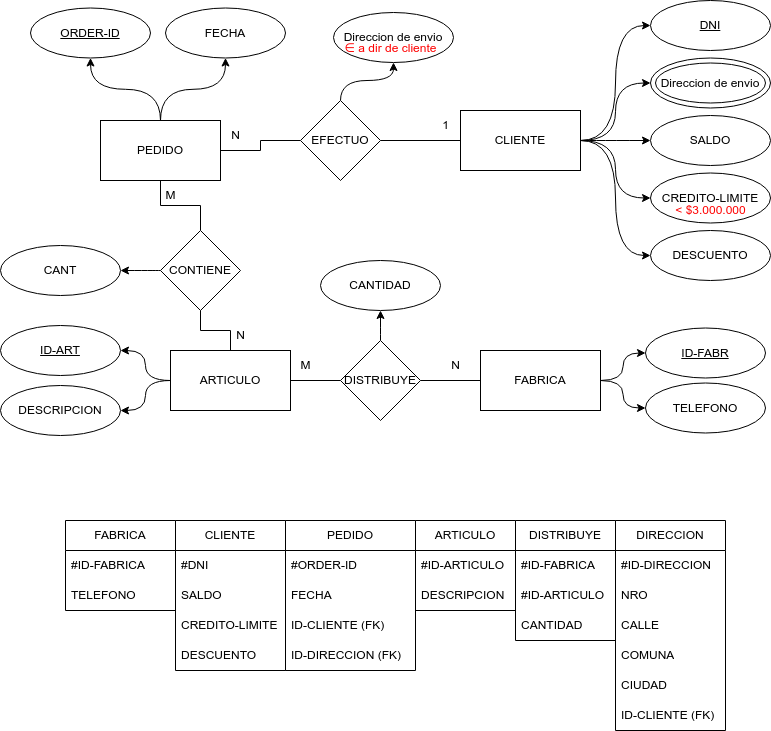 ORDER-ID
FECHA
Direccion de envio
∈ a dir de cliente
DNI
Direccion de envio
SALDO
CREDITO-LIMITE
< $3.000.000
DESCUENTO
PEDIDO
N
EFECTUO
1
CLIENTE
M
CONTIENE
CANT
N
CANTIDAD
ID-ART
DESCRIPCION
ARTICULO
M
DISTRIBUYE
N
FABRICA
ID-FABR
TELEFONO
FABRICA
#ID-FABRICA
TELEFONO
CLIENTE
#DNI
SALDO
CREDITO-LIMITE
DESCUENTO
PEDIDO
#ORDER-ID
FECHA
ID-CLIENTE (FK)
ID-DIRECCION (FK)
ARTICULO
#ID-ARTICULO
DESCRIPCION
DISTRIBUYE
#ID-FABRICA
#ID-ARTICULO
CANTIDAD
DIRECCION
#ID-DIRECCION
NRO
CALLE
COMUNA
CIUDAD
ID-CLIENTE (FK)